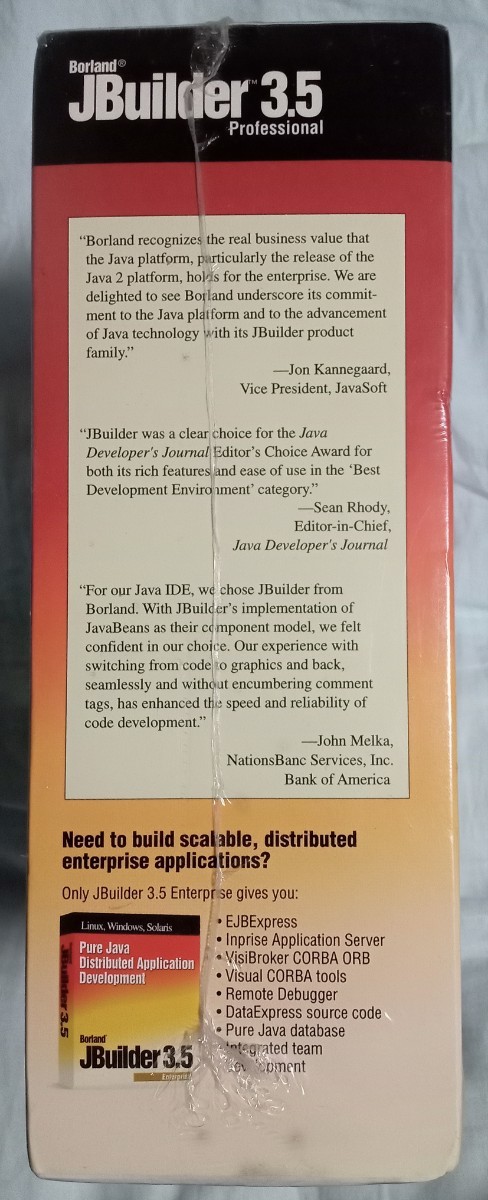 Borland®
JBuilder™ 3.5
Professional
“Borland recognizes the real business value that
the Java platform, particularly the release of the
Java 2 platform, holds for the enterprise. We are
delighted to see Borland underscore its commit-
ment to the Java platform and to the advancement
of Java technology with its JBuilder product
family.”
—Jon Kannegaard,
Vice President, JavaSoft
“JBuilder was a clear choice for the Java
Developer's Journal Editor’s Choice Award for
both its rich features and ease of use in the ‘Best
Development Environment’ category.”
—Sean Rhody,
Editor-in-Chief,
Java Developer's Journal
“For our Java IDE, we chose JBuilder from
Borland. With JBuilder’s implementation of
JavaBeans as their component model, we felt
confident in our choice. Our experience with
switching from code to graphics and back,
seamlessly and without encumbering comment
tags, has enhanced the speed and reliability of
code development.”
—John Melka,
NationsBanc Services, Inc.
Bank of America
Need to build scalable, distributed
enterprise applications?
Only JBuilder 3.5 Enterprise gives you:
Linux, Windows, Solaris
Pure Java
Distributed Application
Development
JBuilder 3.5
Borland
JBuilder 3.5
Enterprise
• EJBExpress
• Inprise Application Server
• VisiBroker CORBA ORB
• Visual CORBA tools
• Remote Debugger
• DataExpress source code
• Pure Java database
• Integrated team
development